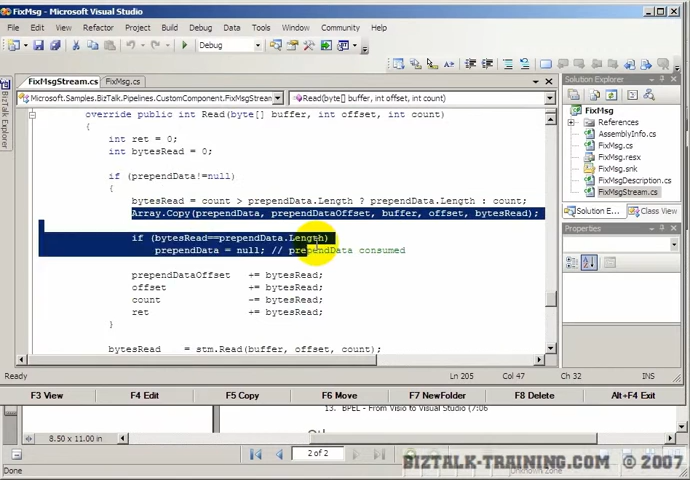 FixMsg - Microsoft Visual Studio
File Edit View Refactor Project Build Debug Data Tools Window Community Help
Debug
FixMsgStream.cs FixMsg.cs
Microsoft.Samples.BizTalk.Pipelines.CustomComponent.FixMsgStream
Read(byte[] buffer, int offset, int count)
override public int Read(byte[] buffer, int offset, int count)
{
int ret = 0;
int bytesRead = 0;
if (prependData!=null)
{
bytesRead = count > prependData.Length ? prependData.Length : count;
Array.Copy(prependData, prependDataOffset, buffer, offset, bytesRead);
if (bytesRead==prependData.Length)
prependData = null; // prependData consumed
prependDataOffset += bytesRead;
offset += bytesRead;
count -= bytesRead;
ret += bytesRead;
}
bytesRead = stm.Read(buffer, offset, count);
BizTalk Explorer
Solution Explorer
FixMsg
References
AssemblyInfo.cs
FixMsg.cs
FixMsg.resx
FixMsg.snk
FixMsgDescription.cs
FixMsgStream.cs
Solution E... Class View
Properties
Ready Ln 205 Col 47 Ch 32 INS
F3 View F4 Edit F5 Copy F6 Move F7 NewFolder F8 Delete Alt+F4 Exit
13. BPEL - From Visio to Visual Studio (7:06
8.50 x 11.00 in
2 of 2
Done
Unknown Zone
BIZTALK-TRAINING.COM © 2007